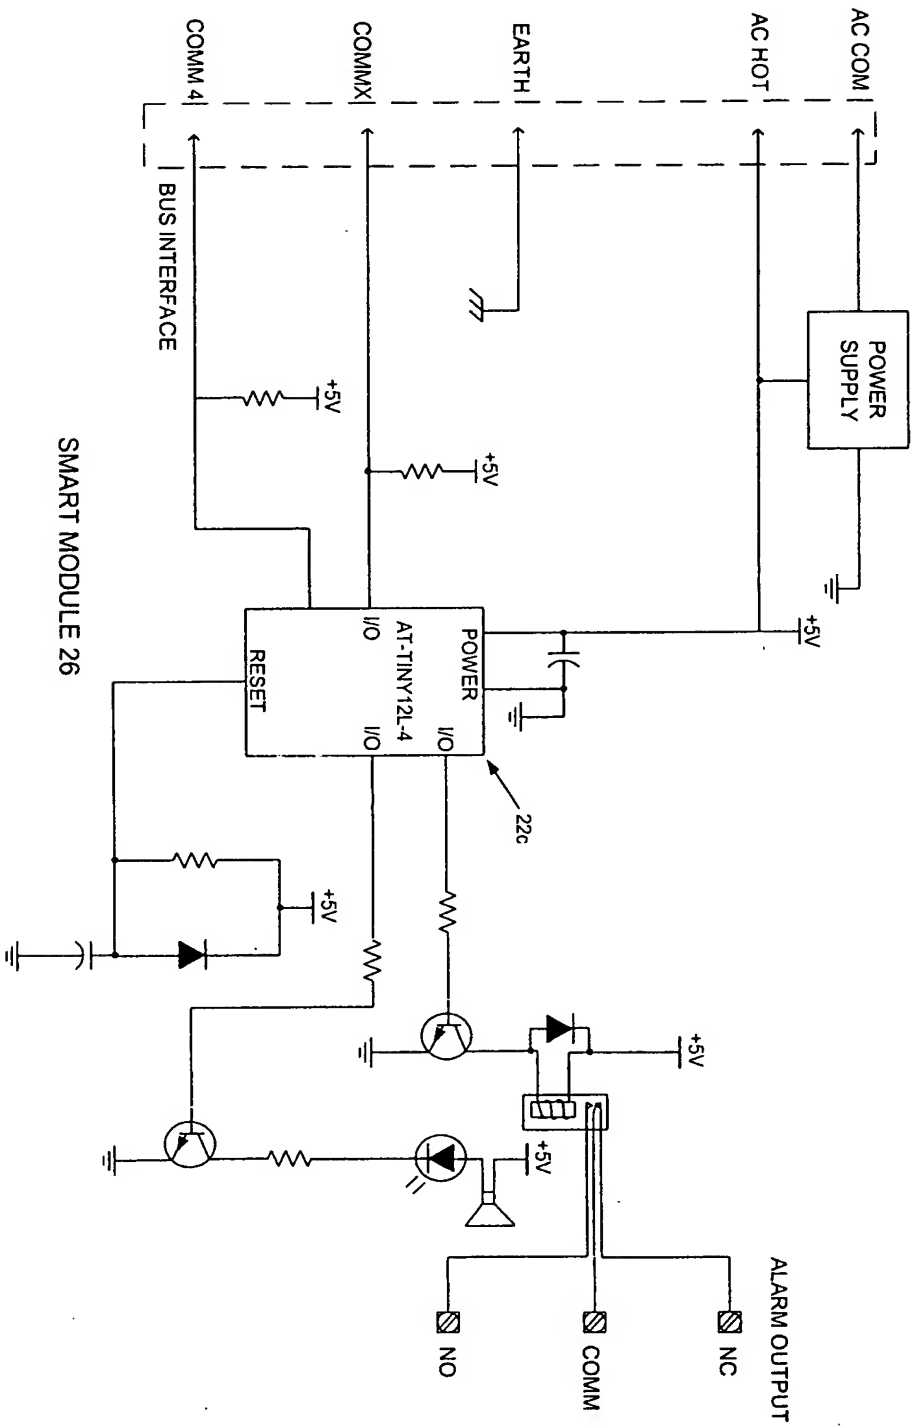 AC COM
AC HOT
EARTH
COMMX
COMM 4
BUS INTERFACE
POWER
SUPPLY
+5V
+5V
+5V
POWER
AT-TINY12L-4
I/O
I/O
I/O
RESET
22c
+5V
+5V
+5V
ALARM OUTPUT
NC
COMM
NO
SMART MODULE 26